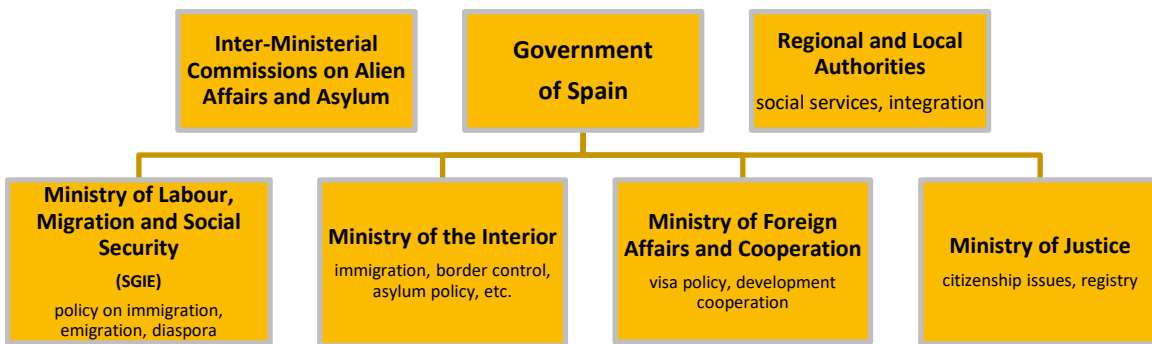 Inter-Ministerial
Commissions on Alien
Affairs and Asylum
Government
of Spain
Regional and Local
Authorities
social services, integration
Ministry of Labour,
Migration and Social
Security
(SGIE)
policy on immigration,
emigration, diaspora
Ministry of the Interior
immigration, border control,
asylum policy, etc.
Ministry of Foreign
Affairs and Cooperation
visa policy, development
cooperation
Ministry of Justice
citizenship issues, registry